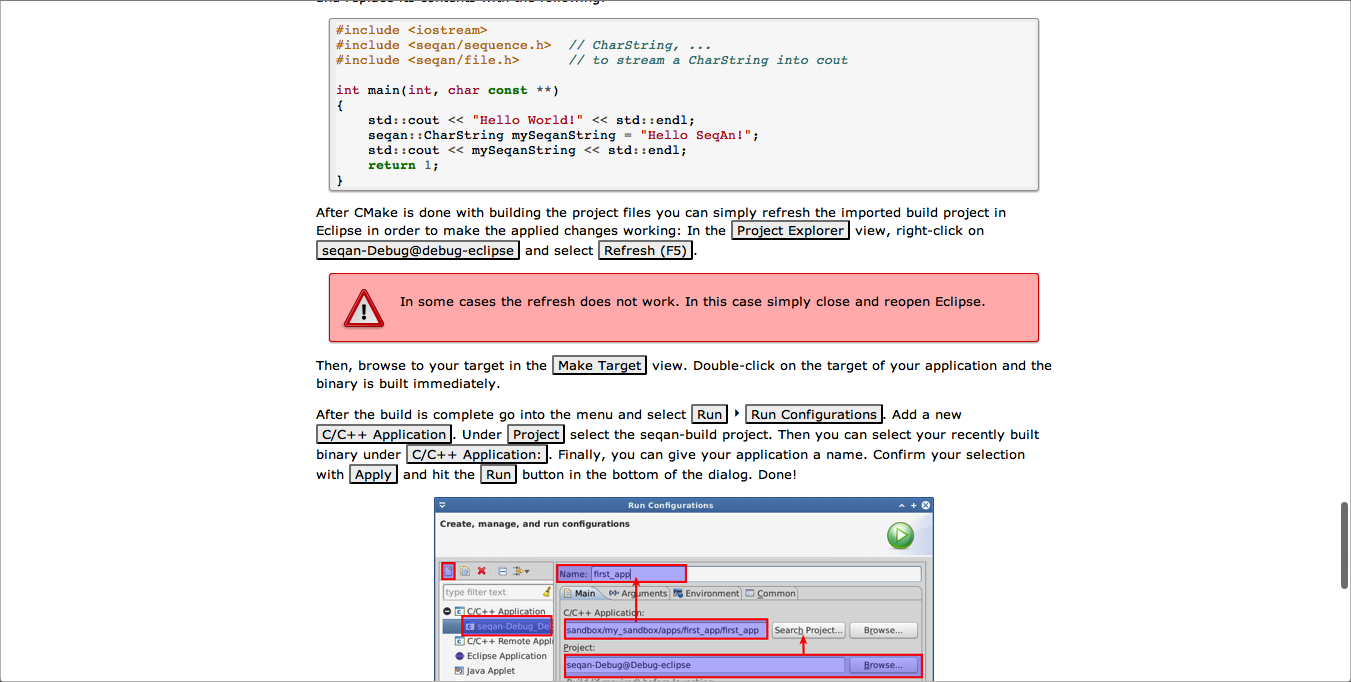 and replace its contents with the following:
#include <iostream>
#include <seqan/sequence.h>  // CharString, ...
#include <seqan/file.h>      // to stream a CharString into cout
int main(int, char const **)
{
    std::cout << "Hello World!" << std::endl;
    seqan::CharString mySeqanString = "Hello SeqAn!";
    std::cout << mySeqanString << std::endl;
    return 1;
}
After CMake is done with building the project files you can simply refresh the imported build project in
Eclipse in order to make the applied changes working: In the Project Explorer view, right-click on
seqan-Debug@debug-eclipse and select Refresh (F5).
In some cases the refresh does not work. In this case simply close and reopen Eclipse.
Then, browse to your target in the Make Target view. Double-click on the target of your application and the
binary is built immediately.
After the build is complete go into the menu and select Run ‣ Run Configurations. Add a new
C/C++ Application. Under Project select the seqan-build project. Then you can select your recently built
binary under C/C++ Application:. Finally, you can give your application a name. Confirm your selection
with Apply and hit the Run button in the bottom of the dialog. Done!
Run Configurations
Create, manage, and run configurations
Name: first_app
type filter text
Main Arguments Environment Common
C/C++ Application
C/C++ Application:
seqan-Debug_De
sandbox/my_sandbox/apps/first_app/first_app Search Project... Browse...
C/C++ Remote Appli
Project:
Eclipse Application
seqan-Debug@Debug-eclipse Browse...
Java Applet